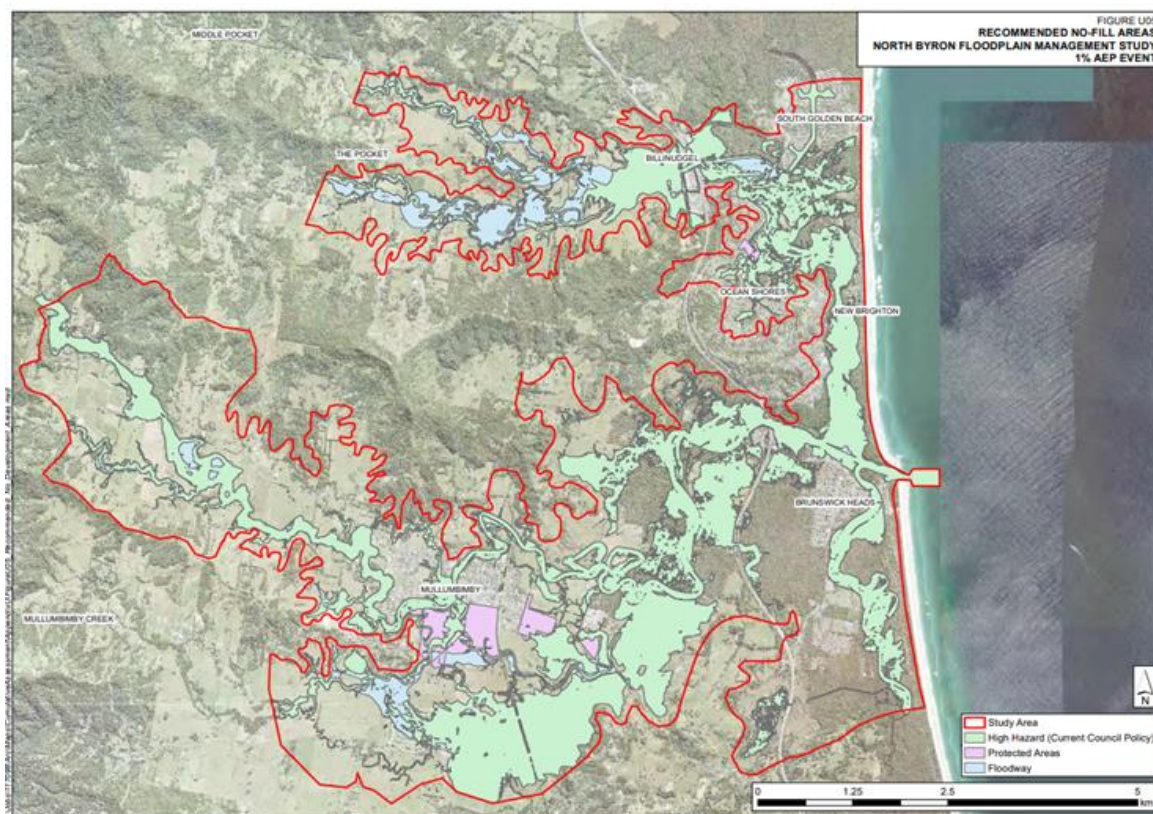 FIGURE U05
RECOMMENDED NO-FILL AREAS
NORTH BYRON FLOODPLAIN MANAGEMENT STUDY
1% AEP EVENT
MIDDLE POCKET
SOUTH GOLDEN BEACH
THE POCKET
BILLINUDGEL
OCEAN SHORES
NEW BRIGHTON
BRUNSWICK HEADS
MULLUMBIMBY
MULLUMBIMBY CREEK
N
Study Area
High Hazard (Current Council Policy)
Protected Areas
Floodway
0 1.25 2.5 5
km